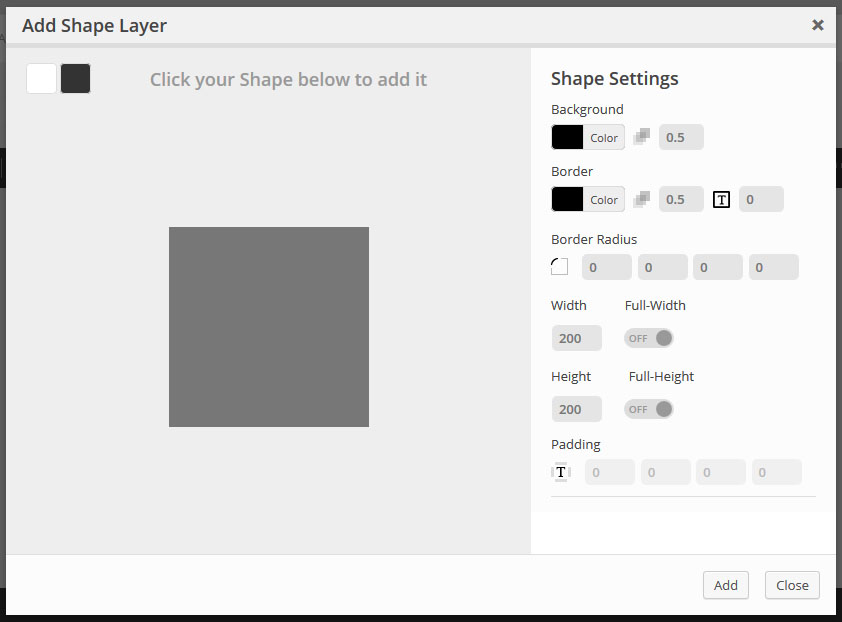 Add Shape Layer ×
Click your Shape below to add it
Shape Settings
Background
Color 0.5
Border
Color 0.5 T 0
Border Radius
0 0 0 0
Width Full-Width
200 OFF
Height Full-Height
200 OFF
Padding
T 0 0 0 0
Add Close